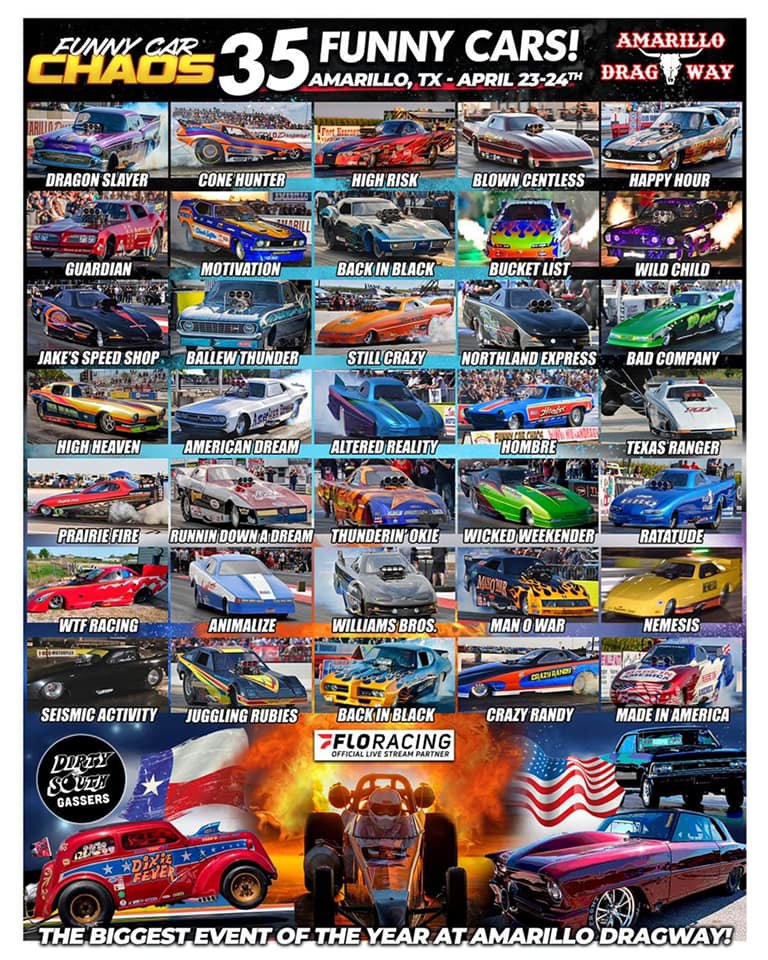 FUNNY CAR
CHAOS
35 FUNNY CARS!
AMARILLO, TX - APRIL 23-24TH
AMARILLO
DRAG WAY
DRAGON SLAYER
CONE HUNTER
HIGH RISK
BLOWN CENTLESS
HAPPY HOUR
GUARDIAN
MOTIVATION
BACK IN BLACK
BUCKET LIST
WILD CHILD
JAKE'S SPEED SHOP
BALLEW THUNDER
STILL CRAZY
NORTHLAND EXPRESS
BAD COMPANY
HIGH HEAVEN
AMERICAN DREAM
ALTERED REALITY
HOMBRE
TEXAS RANGER
PRAIRIE FIRE
RUNNIN DOWN A DREAM
THUNDERIN' OKIE
WICKED WEEKENDER
RATATUDE
WTF RACING
ANIMALIZE
WILLIAMS BROS.
MAN O WAR
NEMESIS
SEISMIC ACTIVITY
JUGGLING RUBIES
BACK IN BLACK
CRAZY RANDY
MADE IN AMERICA
FLORACING
OFFICIAL LIVE STREAM PARTNER
DIRTY
SOUTH
GASSERS
DIXIE
FEVER
THE BIGGEST EVENT OF THE YEAR AT AMARILLO DRAGWAY!